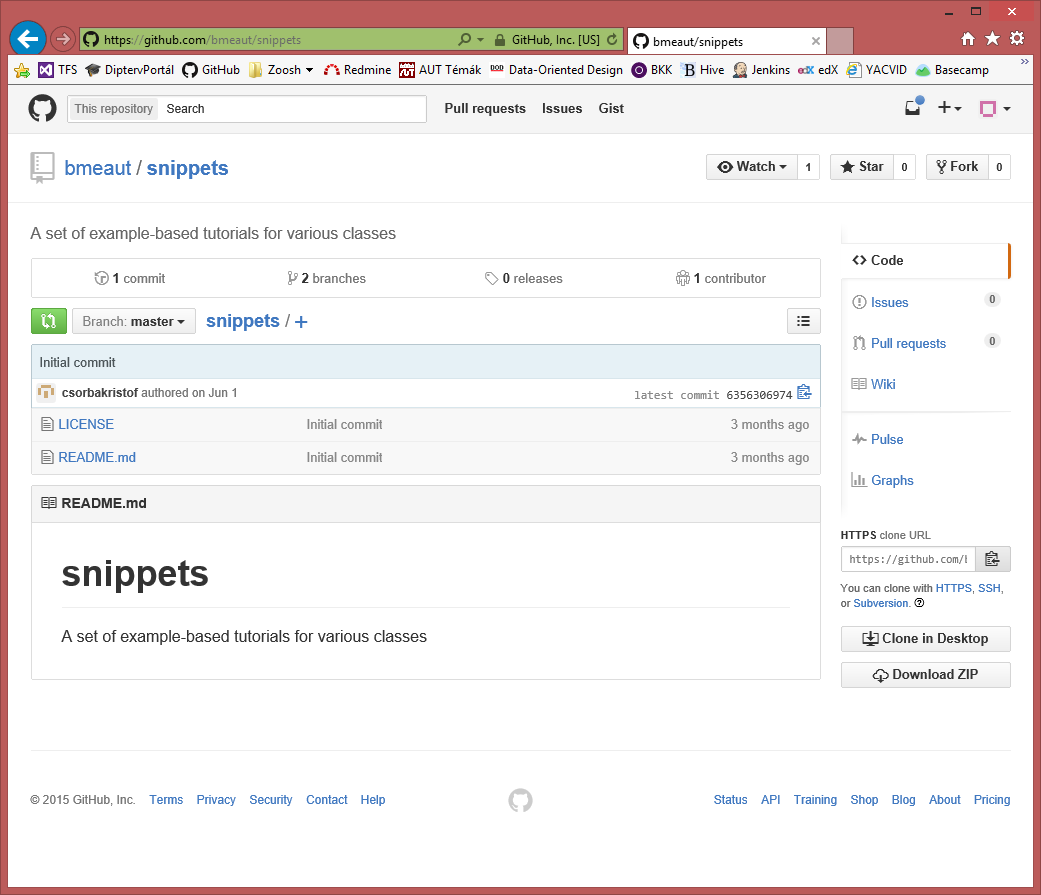 https://github.com/bmeaut/snippets GitHub, Inc. [US] bmeaut/snippets
TFS DiptervPortál GitHub Zoosh Redmine AUT Témák Data-Oriented Design BKK Hive Jenkins edX YACVID Basecamp
This repository Search Pull requests Issues Gist
bmeaut / snippets Watch 1 Star 0 Fork 0
A set of example-based tutorials for various classes
1 commit 2 branches 0 releases 1 contributor
Branch: master snippets / +
Initial commit
csorbakristof authored on Jun 1 latest commit 6356306974
LICENSE Initial commit 3 months ago
README.md Initial commit 3 months ago
README.md
snippets
A set of example-based tutorials for various classes
Code
Issues 0
Pull requests 0
Wiki
Pulse
Graphs
HTTPS clone URL
https://github.com/
You can clone with HTTPS, SSH,
or Subversion.
Clone in Desktop
Download ZIP
© 2015 GitHub, Inc. Terms Privacy Security Contact Help Status API Training Shop Blog About Pricing